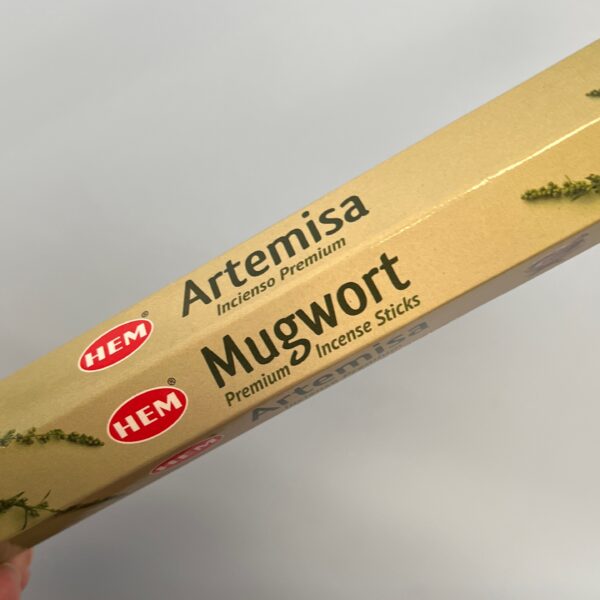 HEM®
Artemisa
Incienso Premium
HEM®
Mugwort
Premium Incense Sticks
HEM
Artemisa